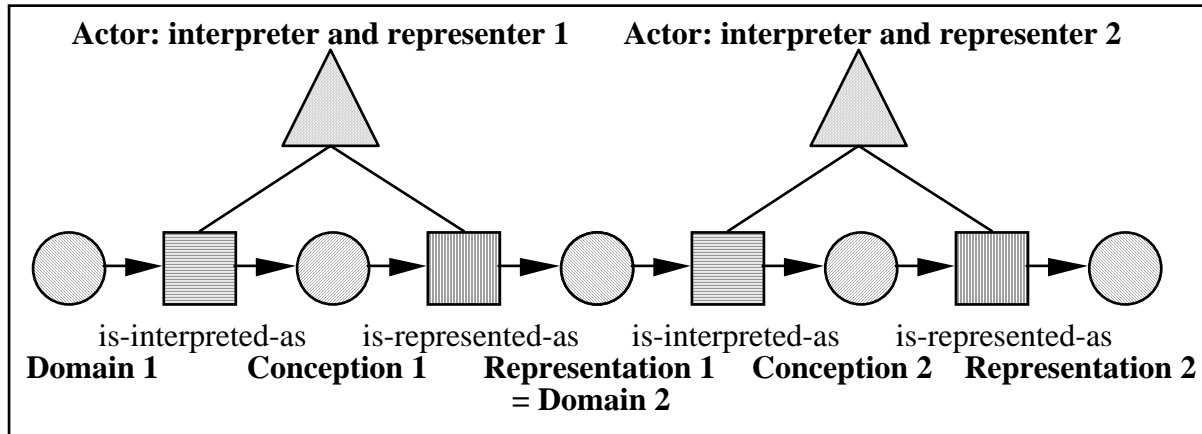 Actor: interpreter and representer 1 Actor: interpreter and representer 2
is-interpreted-as is-represented-as is-interpreted-as is-represented-as
Domain 1 Conception 1 Representation 1 Conception 2 Representation 2
= Domain 2